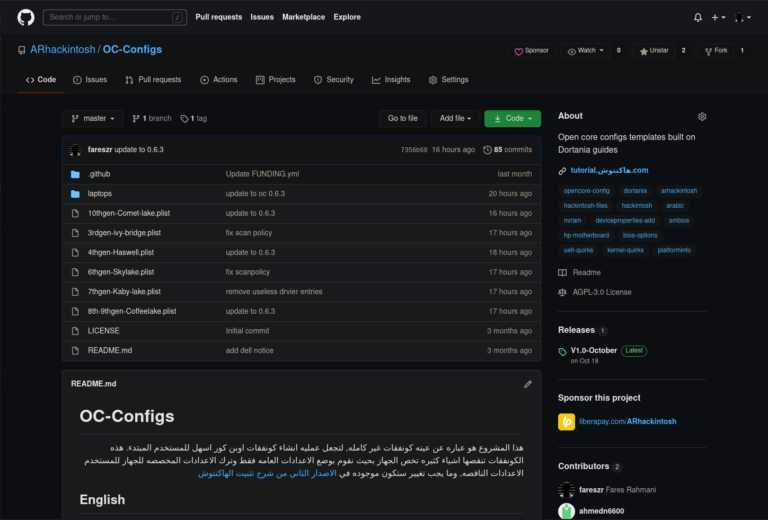 Search or jump to... /
Pull requests Issues Marketplace Explore
ARhackintosh / OC-Configs
Sponsor Watch 0 Unstar 2 Fork 1
Code Issues Pull requests Actions Projects Security Insights Settings
master 1 branch 1 tag Go to file Add file Code
fareszr update to 0.6.3 7356b68 16 hours ago 85 commits
.github Update FUNDING.yml last month
laptops update to oc 0.6.3 20 hours ago
10thgen-Comet-lake.plist update to 0.6.3 16 hours ago
3rdgen-ivy-bridge.plist fix scan policy 17 hours ago
4thgen-Haswell.plist update to 0.6.3 18 hours ago
6thgen-Skylake.plist fix scanpolicy 17 hours ago
7thgen-Kaby-lake.plist remove useless drvier entries 17 hours ago
8th-9thgen-Coffeelake.plist update to 0.6.3 17 hours ago
LICENSE Initial commit 3 months ago
README.md add dell notice 3 months ago
README.md
OC-Configs
هذا المشروع هو عباره عن عينه كونفقات غير كامله, لتجعل عمليه انشاء كونفقات اوبن كور اسهل للمستخدم المبتدء. هذه
الكونفقات تنقصها اشياء كثيره تخص الجهاز بحيث نقوم بوضع الاعدادات العامه فقط وترك الاعدادات المخصصه للجهاز للمستخدم
الاعدادات الناقصه, وما يجب تغيير ستكون موجوده في الاصدار الثاني من شرح تثبيت الهاكنتوش
English
About
Open core configs templates built on
Dortania guides
tutorial.هاكنتوش.com
opencore-config dortania arhackintosh
hackintosh-files hackintosh arabic
nvram deviceproperties-add smbios
hp-motherboard bios-options
uefi-quirks kernel-quirks platforminfo
Readme
AGPL-3.0 License
Releases 1
V1.0-October Latest
on Oct 18
Sponsor this project
lp liberapay.com/ARhackintosh
Contributors 2
fareszr Fares Rahmani
ahmedn6600